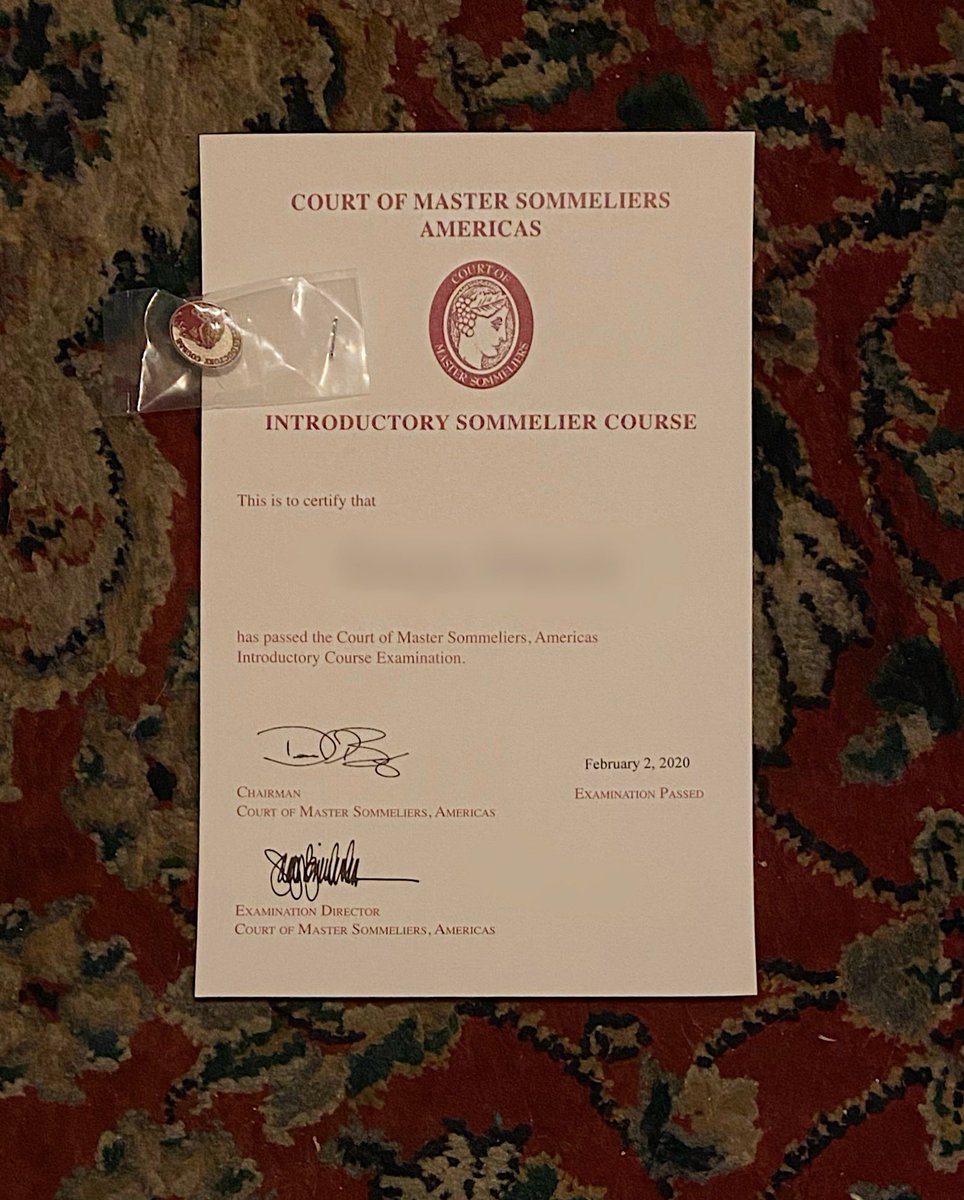 COURT OF MASTER SOMMELIERS
AMERICAS
COURT OF
MASTER SOMMELIERS
INTRODUCTORY SOMMELIER COURSE
This is to certify that
has passed the Court of Master Sommeliers, Americas
Introductory Course Examination.
February 2, 2020
CHAIRMAN
COURT OF MASTER SOMMELIERS, AMERICAS
EXAMINATION PASSED
EXAMINATION DIRECTOR
COURT OF MASTER SOMMELIERS, AMERICAS